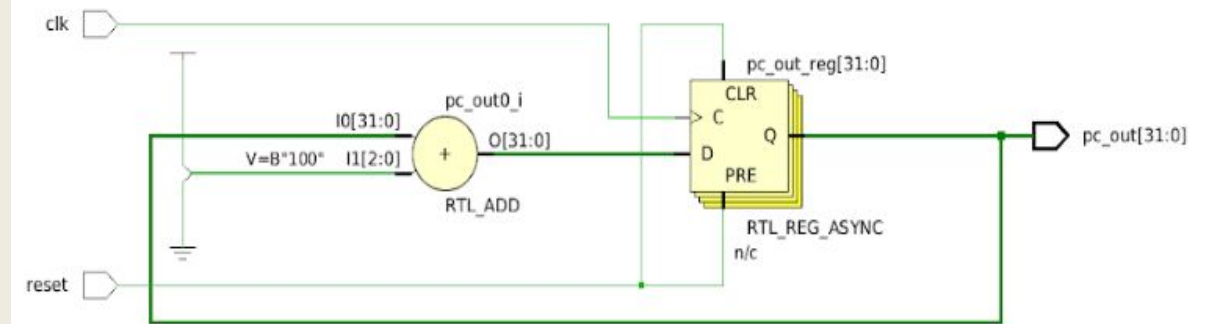 clk
pc_out_reg[31:0]
CLR
pc_out0_i
C
I0[31:0]
O[31:0]
Q
pc_out[31:0]
+
D
V=B"100"
I1[2:0]
PRE
RTL_ADD
RTL_REG_ASYNC
n/c
reset